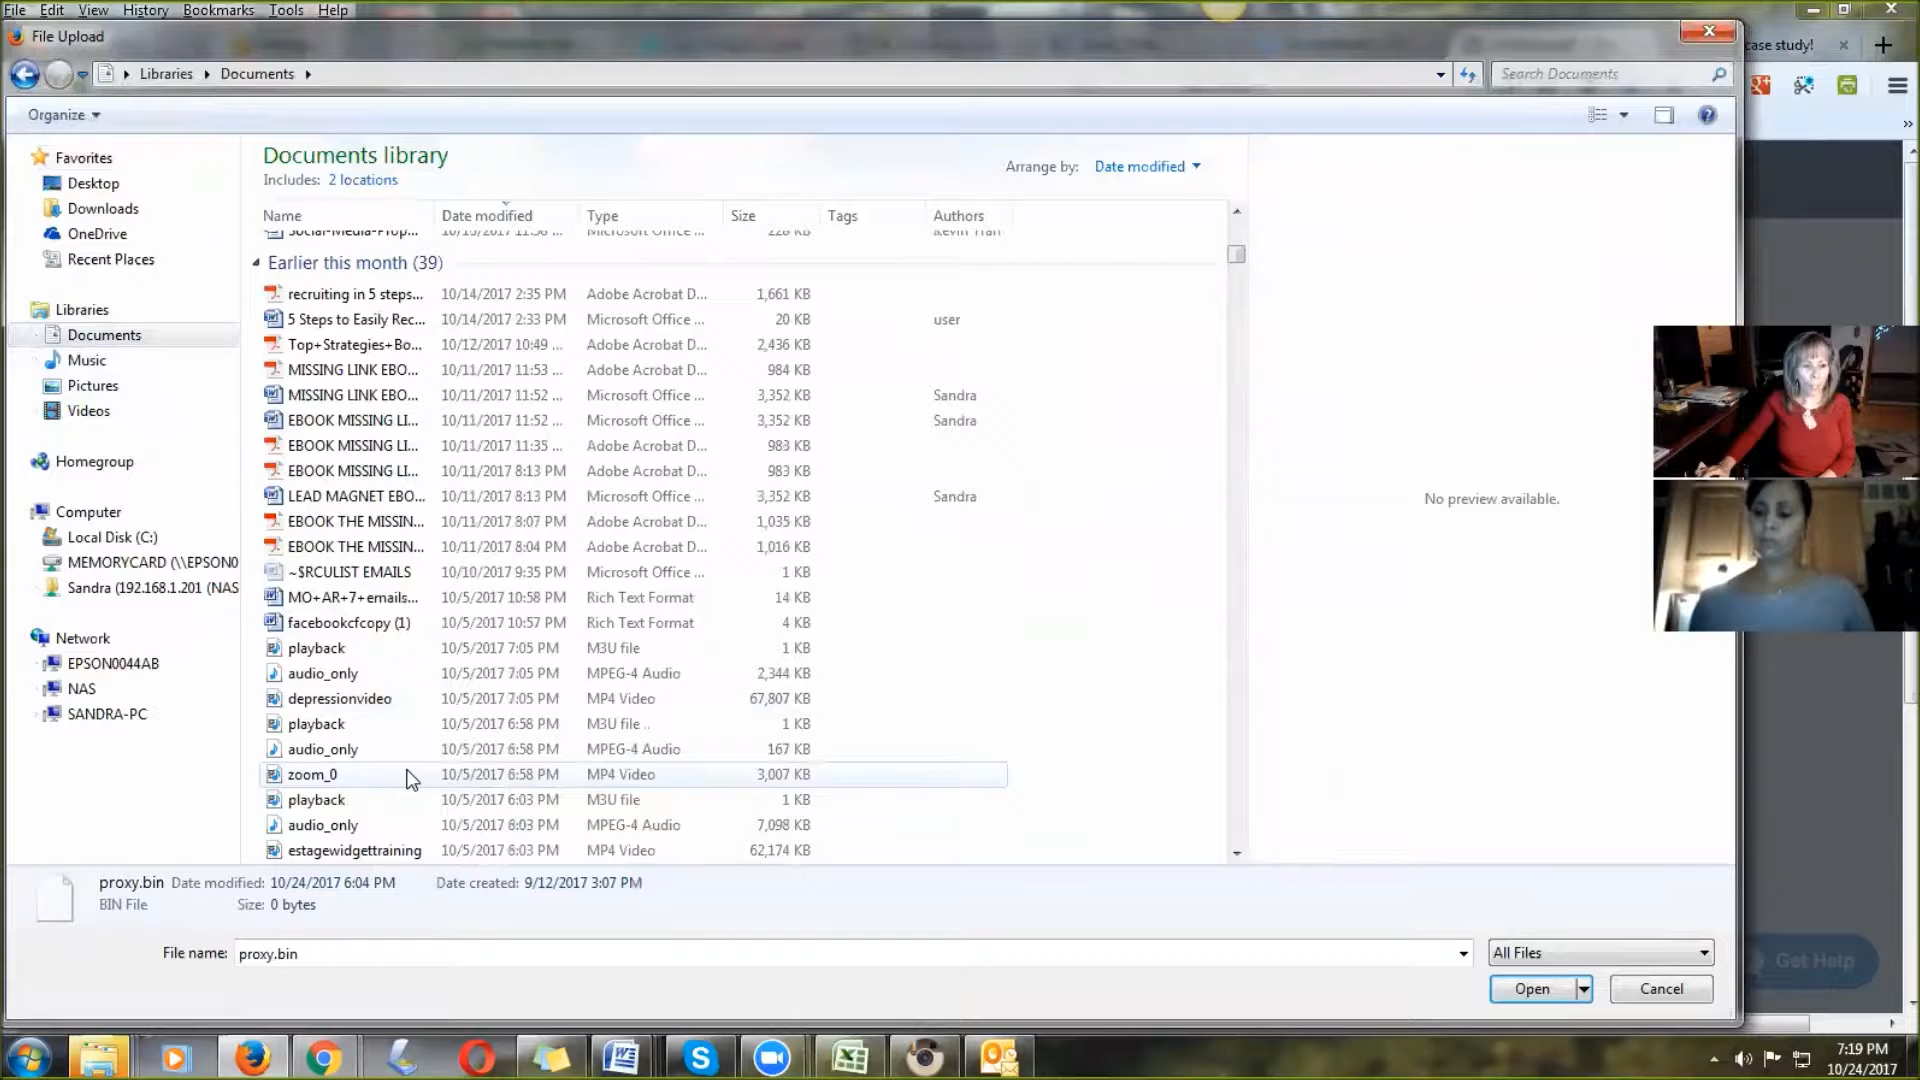 File Edit View History Bookmarks Tools Help
File Upload
case study!
Libraries Documents
Search Documents
Organize
Documents library
Includes: 2 locations
Arrange by: Date modified
Name Date modified Type Size Tags Authors
Social-Media-Prop... Microsoft Office ... 228 KB Kevin Tran
Earlier this month (39)
recruiting in 5 steps... 10/14/2017 2:35 PM Adobe Acrobat D... 1,661 KB
5 Steps to Easily Rec... 10/14/2017 2:33 PM Microsoft Office ... 20 KB user
Top+Strategies+Bo... 10/12/2017 10:49 ... Adobe Acrobat D... 2,436 KB
MISSING LINK EBO... 10/11/2017 11:53 ... Adobe Acrobat D... 984 KB
MISSING LINK EBO... 10/11/2017 11:52 ... Microsoft Office ... 3,352 KB Sandra
EBOOK MISSING LI... 10/11/2017 11:52 ... Microsoft Office ... 3,352 KB Sandra
EBOOK MISSING LI... 10/11/2017 11:35 ... Adobe Acrobat D... 983 KB
EBOOK MISSING LI... 10/11/2017 8:13 PM Adobe Acrobat D... 983 KB
LEAD MAGNET EBO... 10/11/2017 8:13 PM Microsoft Office ... 3,352 KB Sandra
EBOOK THE MISSIN... 10/11/2017 8:07 PM Adobe Acrobat D... 1,035 KB
EBOOK THE MISSIN... 10/11/2017 8:04 PM Adobe Acrobat D... 1,016 KB
~$RCULIST EMAILS 10/10/2017 9:35 PM Microsoft Office ... 1 KB
MO+AR+7+emails... 10/5/2017 10:58 PM Rich Text Format 14 KB
facebookcfcopy (1) 10/5/2017 10:57 PM Rich Text Format 4 KB
playback 10/5/2017 7:05 PM M3U file 1 KB
audio_only 10/5/2017 7:05 PM MPEG-4 Audio 2,344 KB
depressionvideo 10/5/2017 7:05 PM MP4 Video 67,807 KB
playback 10/5/2017 6:58 PM M3U file 1 KB
audio_only 10/5/2017 6:58 PM MPEG-4 Audio 167 KB
zoom_0 10/5/2017 6:58 PM MP4 Video 3,007 KB
playback 10/5/2017 6:03 PM M3U file 1 KB
audio_only 10/5/2017 6:03 PM MPEG-4 Audio 7,098 KB
estagewidgettraining 10/5/2017 6:03 PM MP4 Video 62,174 KB
Favorites
Desktop
Downloads
OneDrive
Recent Places
Libraries
Documents
Music
Pictures
Videos
Homegroup
Computer
Local Disk (C:)
MEMORYCARD (\\EPSON0
Sandra (192.168.1.201 (NAS
Network
EPSON0044AB
NAS
SANDRA-PC
No preview available.
proxy.bin Date modified: 10/24/2017 6:04 PM Date created: 9/12/2017 3:07 PM
BIN File Size: 0 bytes
File name: proxy.bin
All Files
Open Cancel
Get Help
7:19 PM
10/24/2017